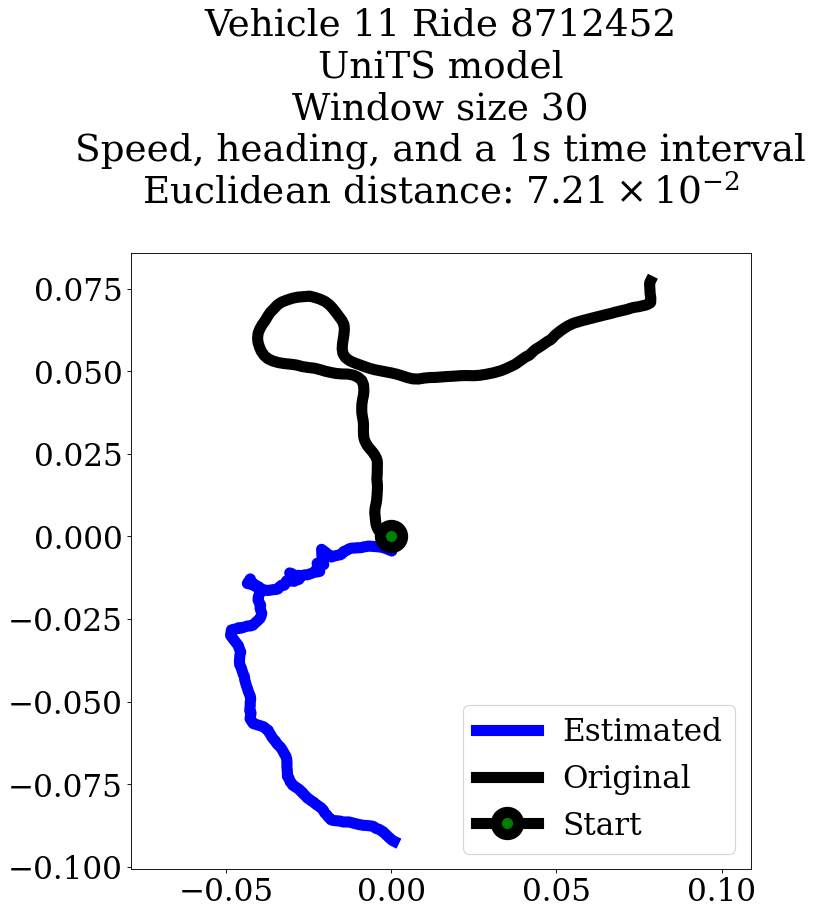 Vehicle 11 Ride 8712452
UniTS model
Window size 30
Speed, heading, and a 1s time interval
Euclidean distance: 7.21 × 10⁻²
0.075
0.050
0.025
0.000
−0.025
−0.050
−0.075
−0.100
Estimated
Original
Start
−0.05 0.00 0.05 0.10